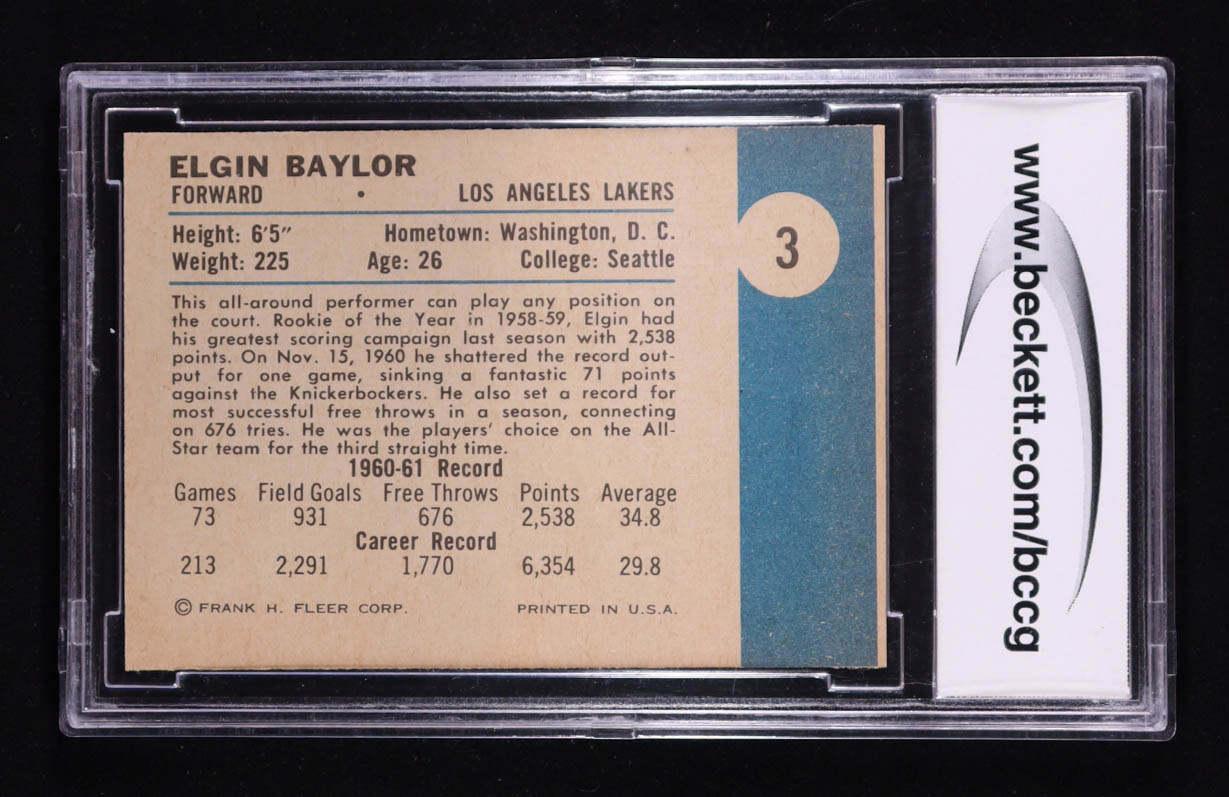 ELGIN BAYLOR
FORWARD • LOS ANGELES LAKERS
Height: 6'5" Hometown: Washington, D. C.
Weight: 225 Age: 26 College: Seattle
This all-around performer can play any position on
the court. Rookie of the Year in 1958-59, Elgin had
his greatest scoring campaign last season with 2,538
points. On Nov. 15, 1960 he shattered the record out-
put for one game, sinking a fantastic 71 points
against the Knickerbockers. He also set a record for
most successful free throws in a season, connecting
on 676 tries. He was the players' choice on the All-
Star team for the third straight time.
1960-61 Record
Games Field Goals Free Throws Points Average
73 931 676 2,538 34.8
Career Record
213 2,291 1,770 6,354 29.8
© FRANK H. FLEER CORP. PRINTED IN U.S.A.
3
www.beckett.com/bccg